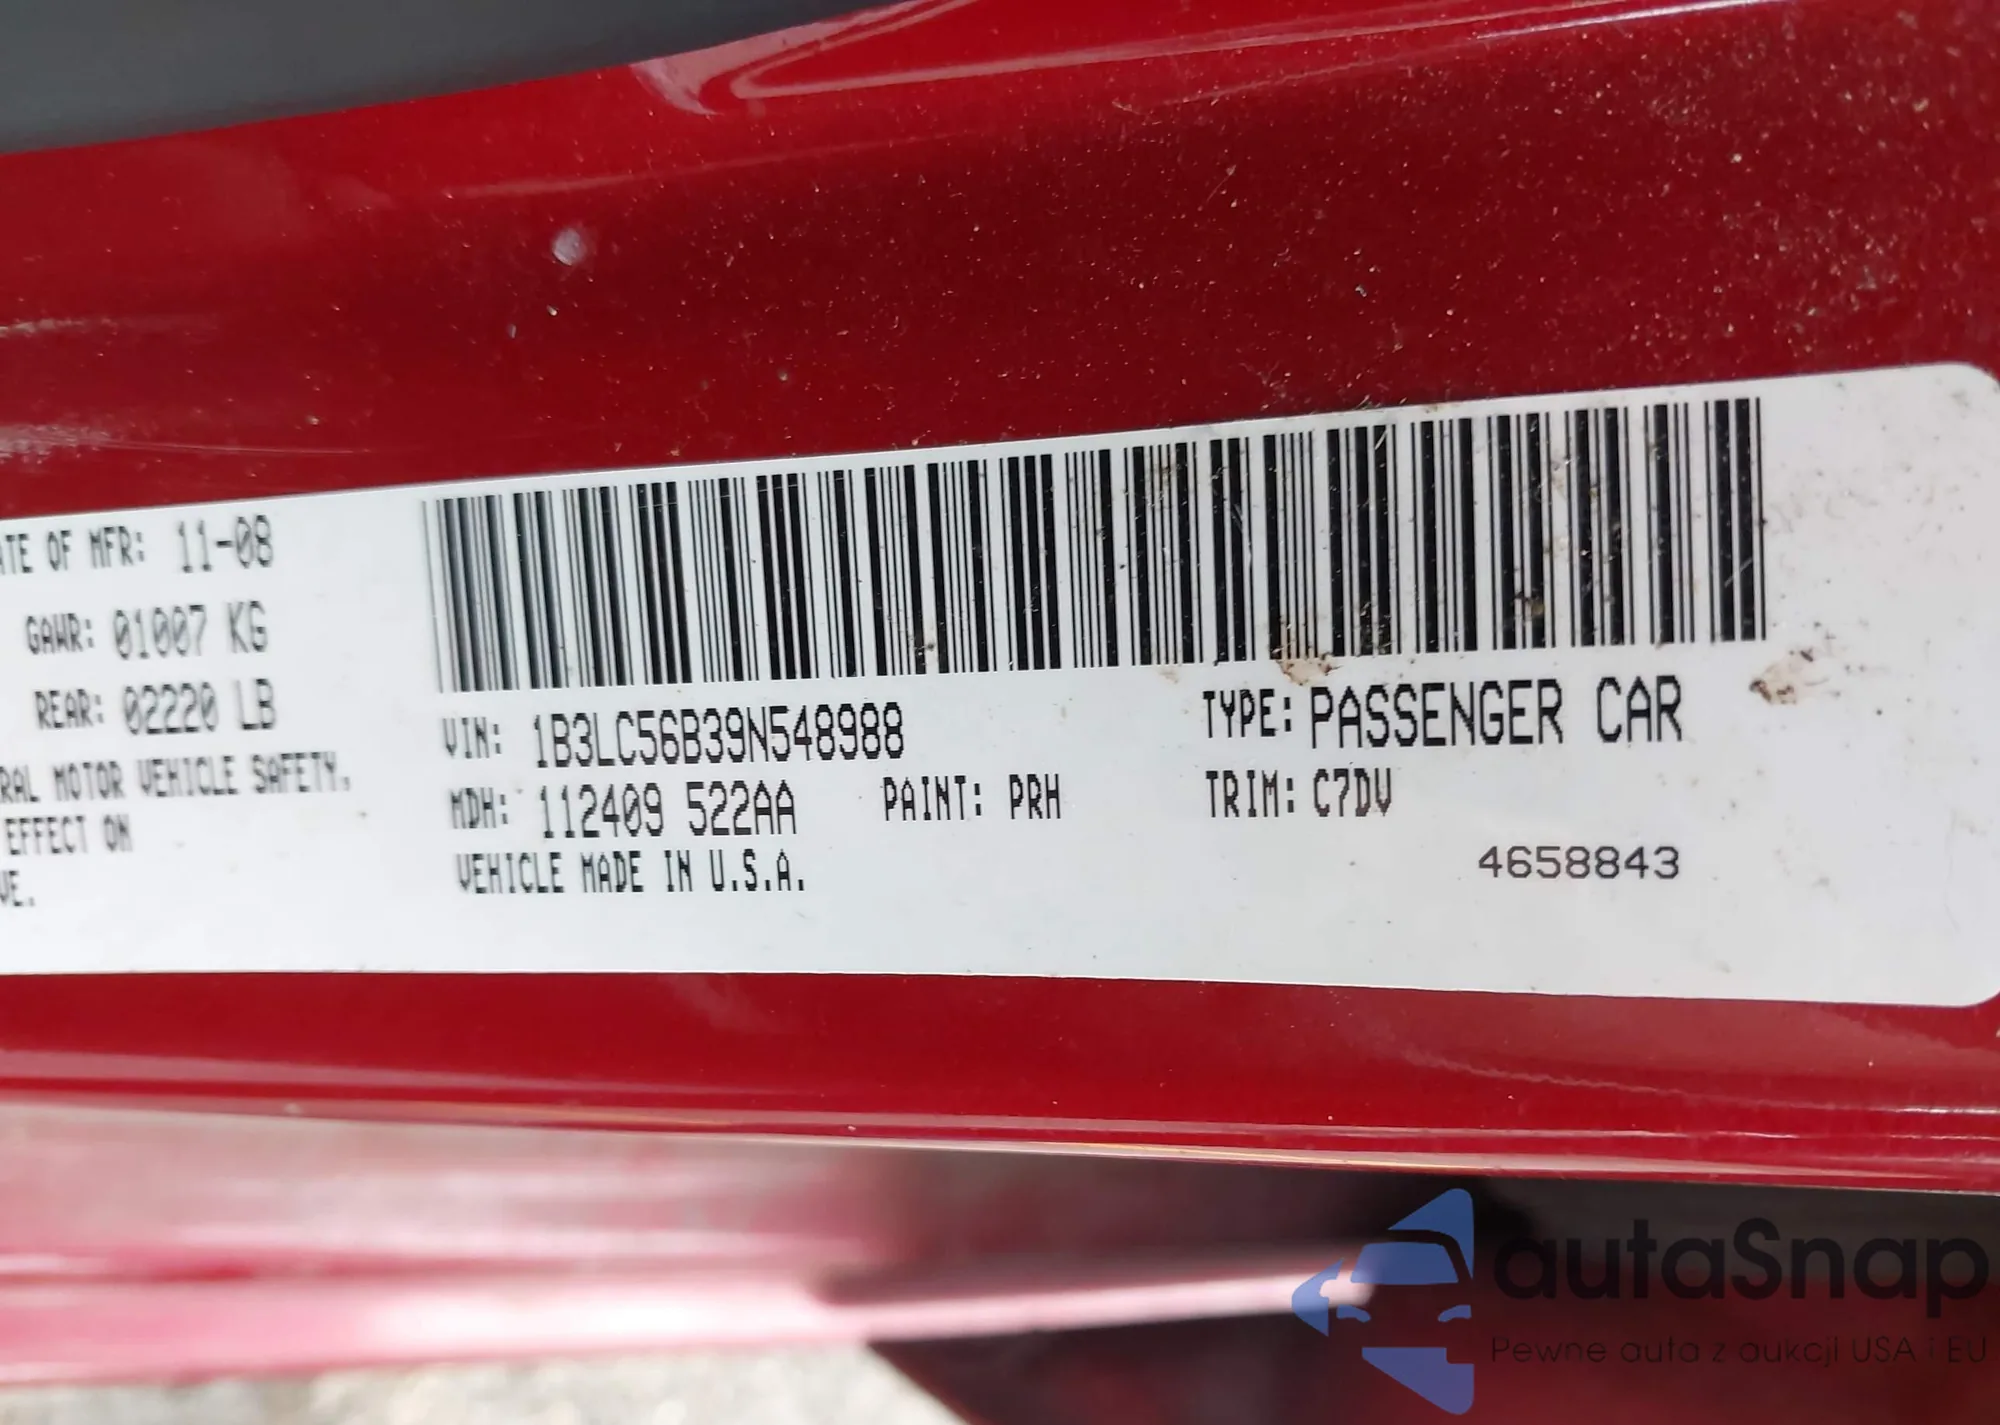 ATE OF MFR: 11-08
GAWR: 01007 KG
REAR: 02220 LB
RAL MOTOR VEHICLE SAFETY,
EFFECT ON
VE.
VIN: 1B3LC56B39N548988
TYPE: PASSENGER CAR
MDH: 112409 522AA
PAINT: PRH
TRIM: C7DV
VEHICLE MADE IN U.S.A.
4658843
autaSnap
Pewne auta z aukcji USA i EU